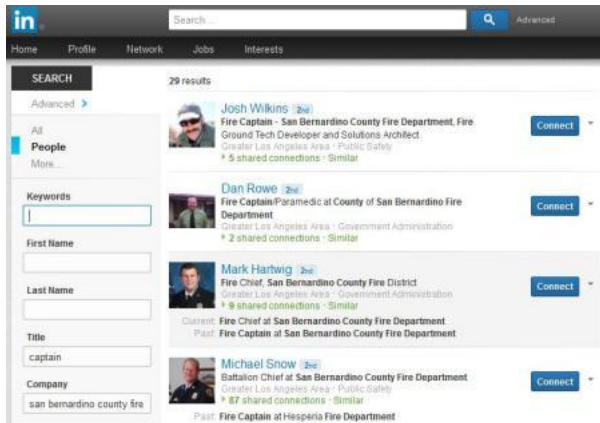 in
Search...
Advanced
Home Profile Network Jobs Interests
SEARCH
Advanced >
All
People
More...
Keywords
First Name
Last Name
Title
captain
Company
san bernardino county fire
29 results
Josh Wilkins 2nd
Fire Captain - San Bernardino County Fire Department, Fire
Ground Tech Developer and Solutions Architect
Greater Los Angeles Area · Public Safety
5 shared connections · Similar
Connect
Dan Rowe 2nd
Fire Captain/Paramedic at County of San Bernardino Fire
Department
Greater Los Angeles Area · Government Administration
2 shared connections · Similar
Connect
Mark Hartwig 2nd
Fire Chief, San Bernardino County Fire District
Greater Los Angeles Area · Government Administration
9 shared connections · Similar
Current: Fire Chief at San Bernardino County Fire Department
Past: Fire Captain at San Bernardino County Fire Department
Connect
Michael Snow 2nd
Battalion Chief at San Bernardino County Fire Department
Greater Los Angeles Area · Public Safety
87 shared connections · Similar
Past: Fire Captain at Hesperia Fire Department
Connect